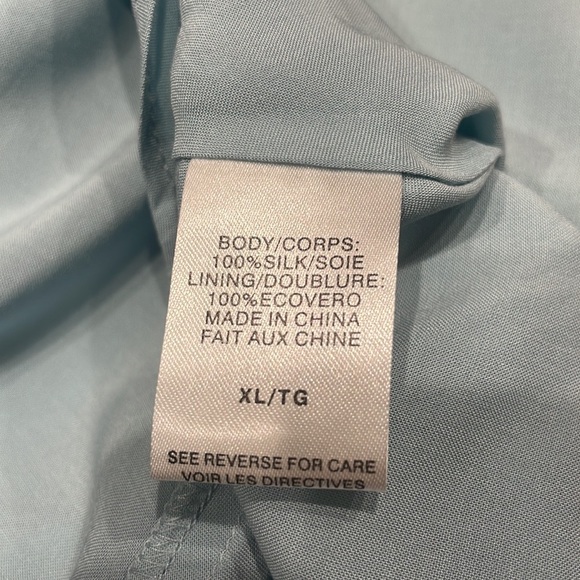 BODY/CORPS:
100%SILK/SOIE
LINING/DOUBLURE:
100%ECOVERO
MADE IN CHINA
FAIT AUX CHINE
XL/TG
SEE REVERSE FOR CARE
VOIR LES DIRECTIVES